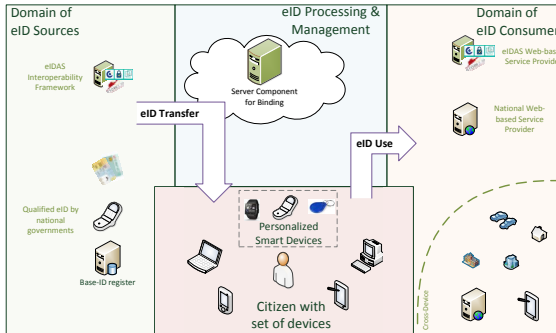 Domain of
eID Sources
eIDAS
Interoperability
Framework
eID Transfer
Qualified eID by
national
governments
Base-ID register
eID Processing &
Management
Server Component
for Binding
Personalized
Smart Devices
Citizen with
set of devices
eID Use
Domain of
eID Consumer
eIDAS Web-bas
Service Provide
National Web-
based Service
Provider
Cross-Device